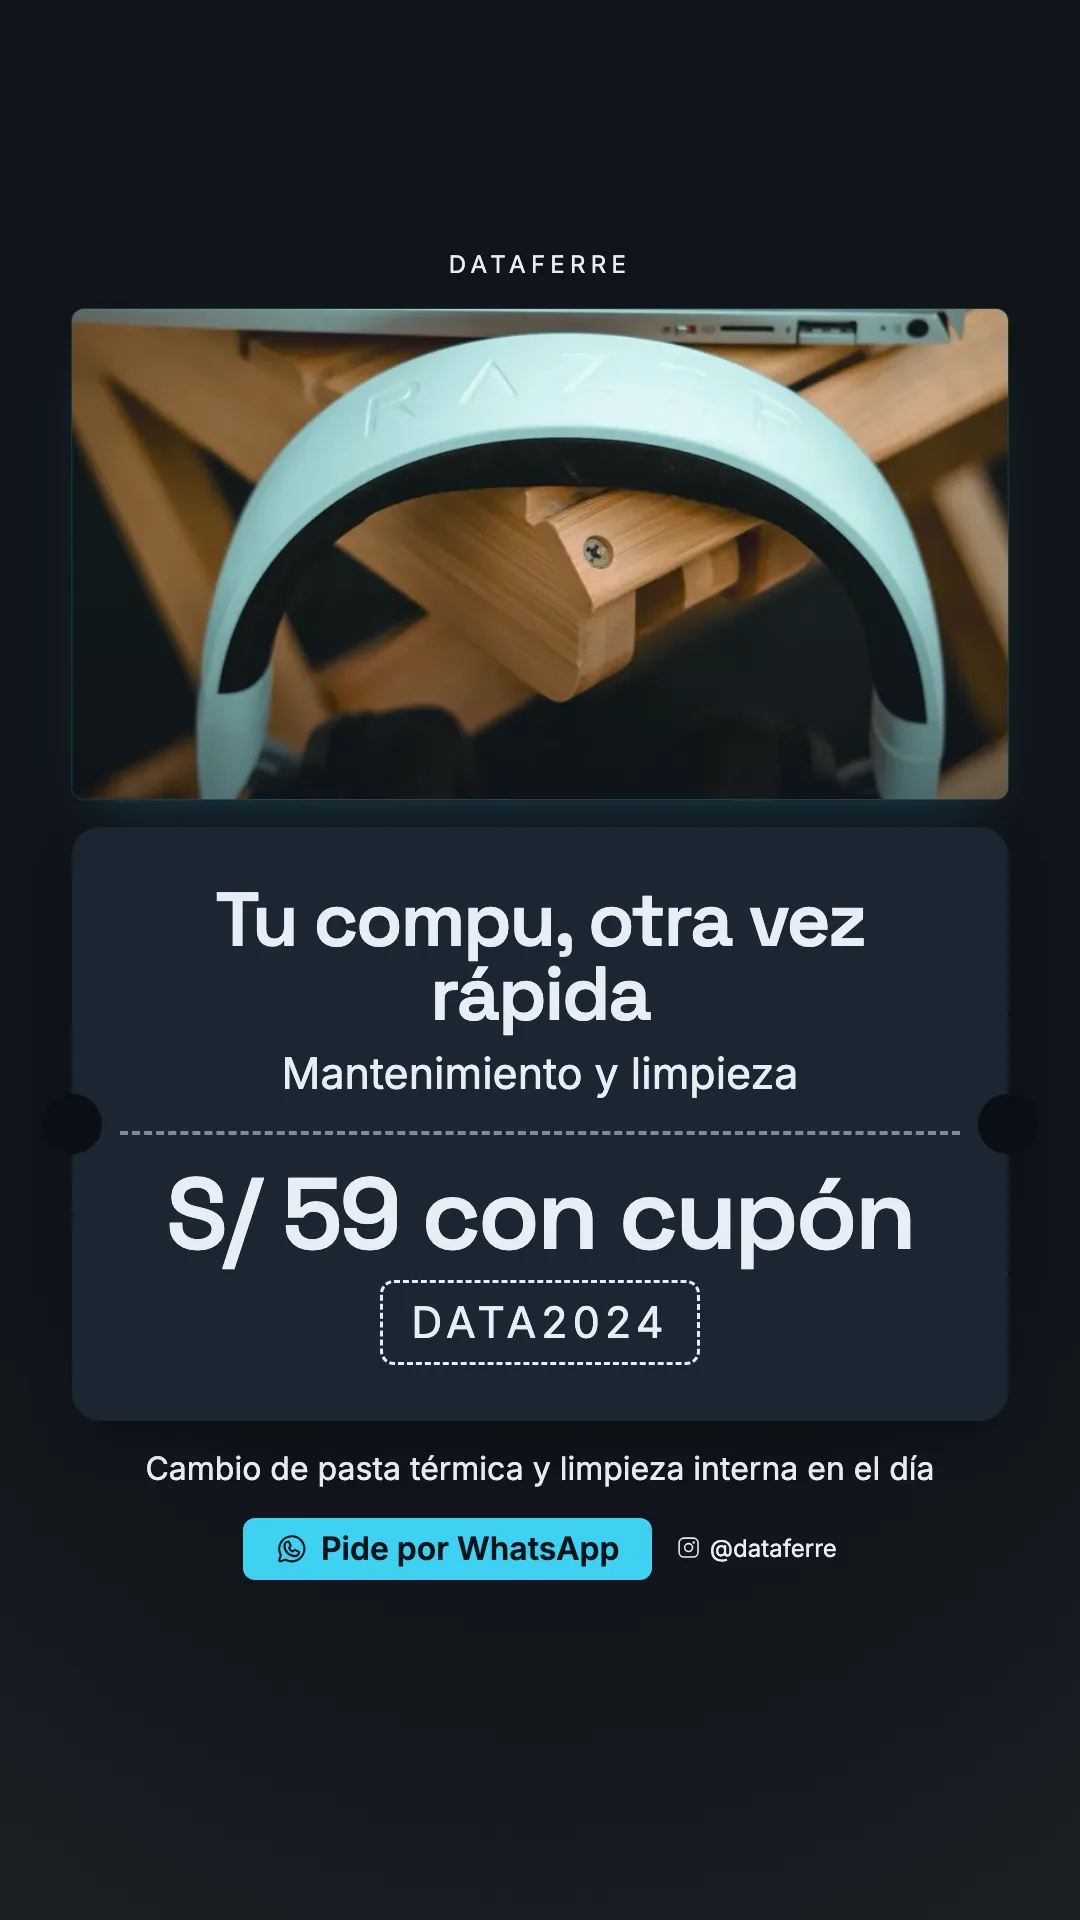 DATAFERRE
RAZER
Tu compu, otra vez
rápida
Mantenimiento y limpieza
S/ 59 con cupón
DATA2024
Cambio de pasta térmica y limpieza interna en el día
Pide por WhatsApp
@dataferre